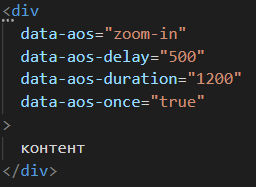 <div
data-aos="zoom-in"
data-aos-delay="500"
data-aos-duration="1200"
data-aos-once="true"
>
контент
</div>